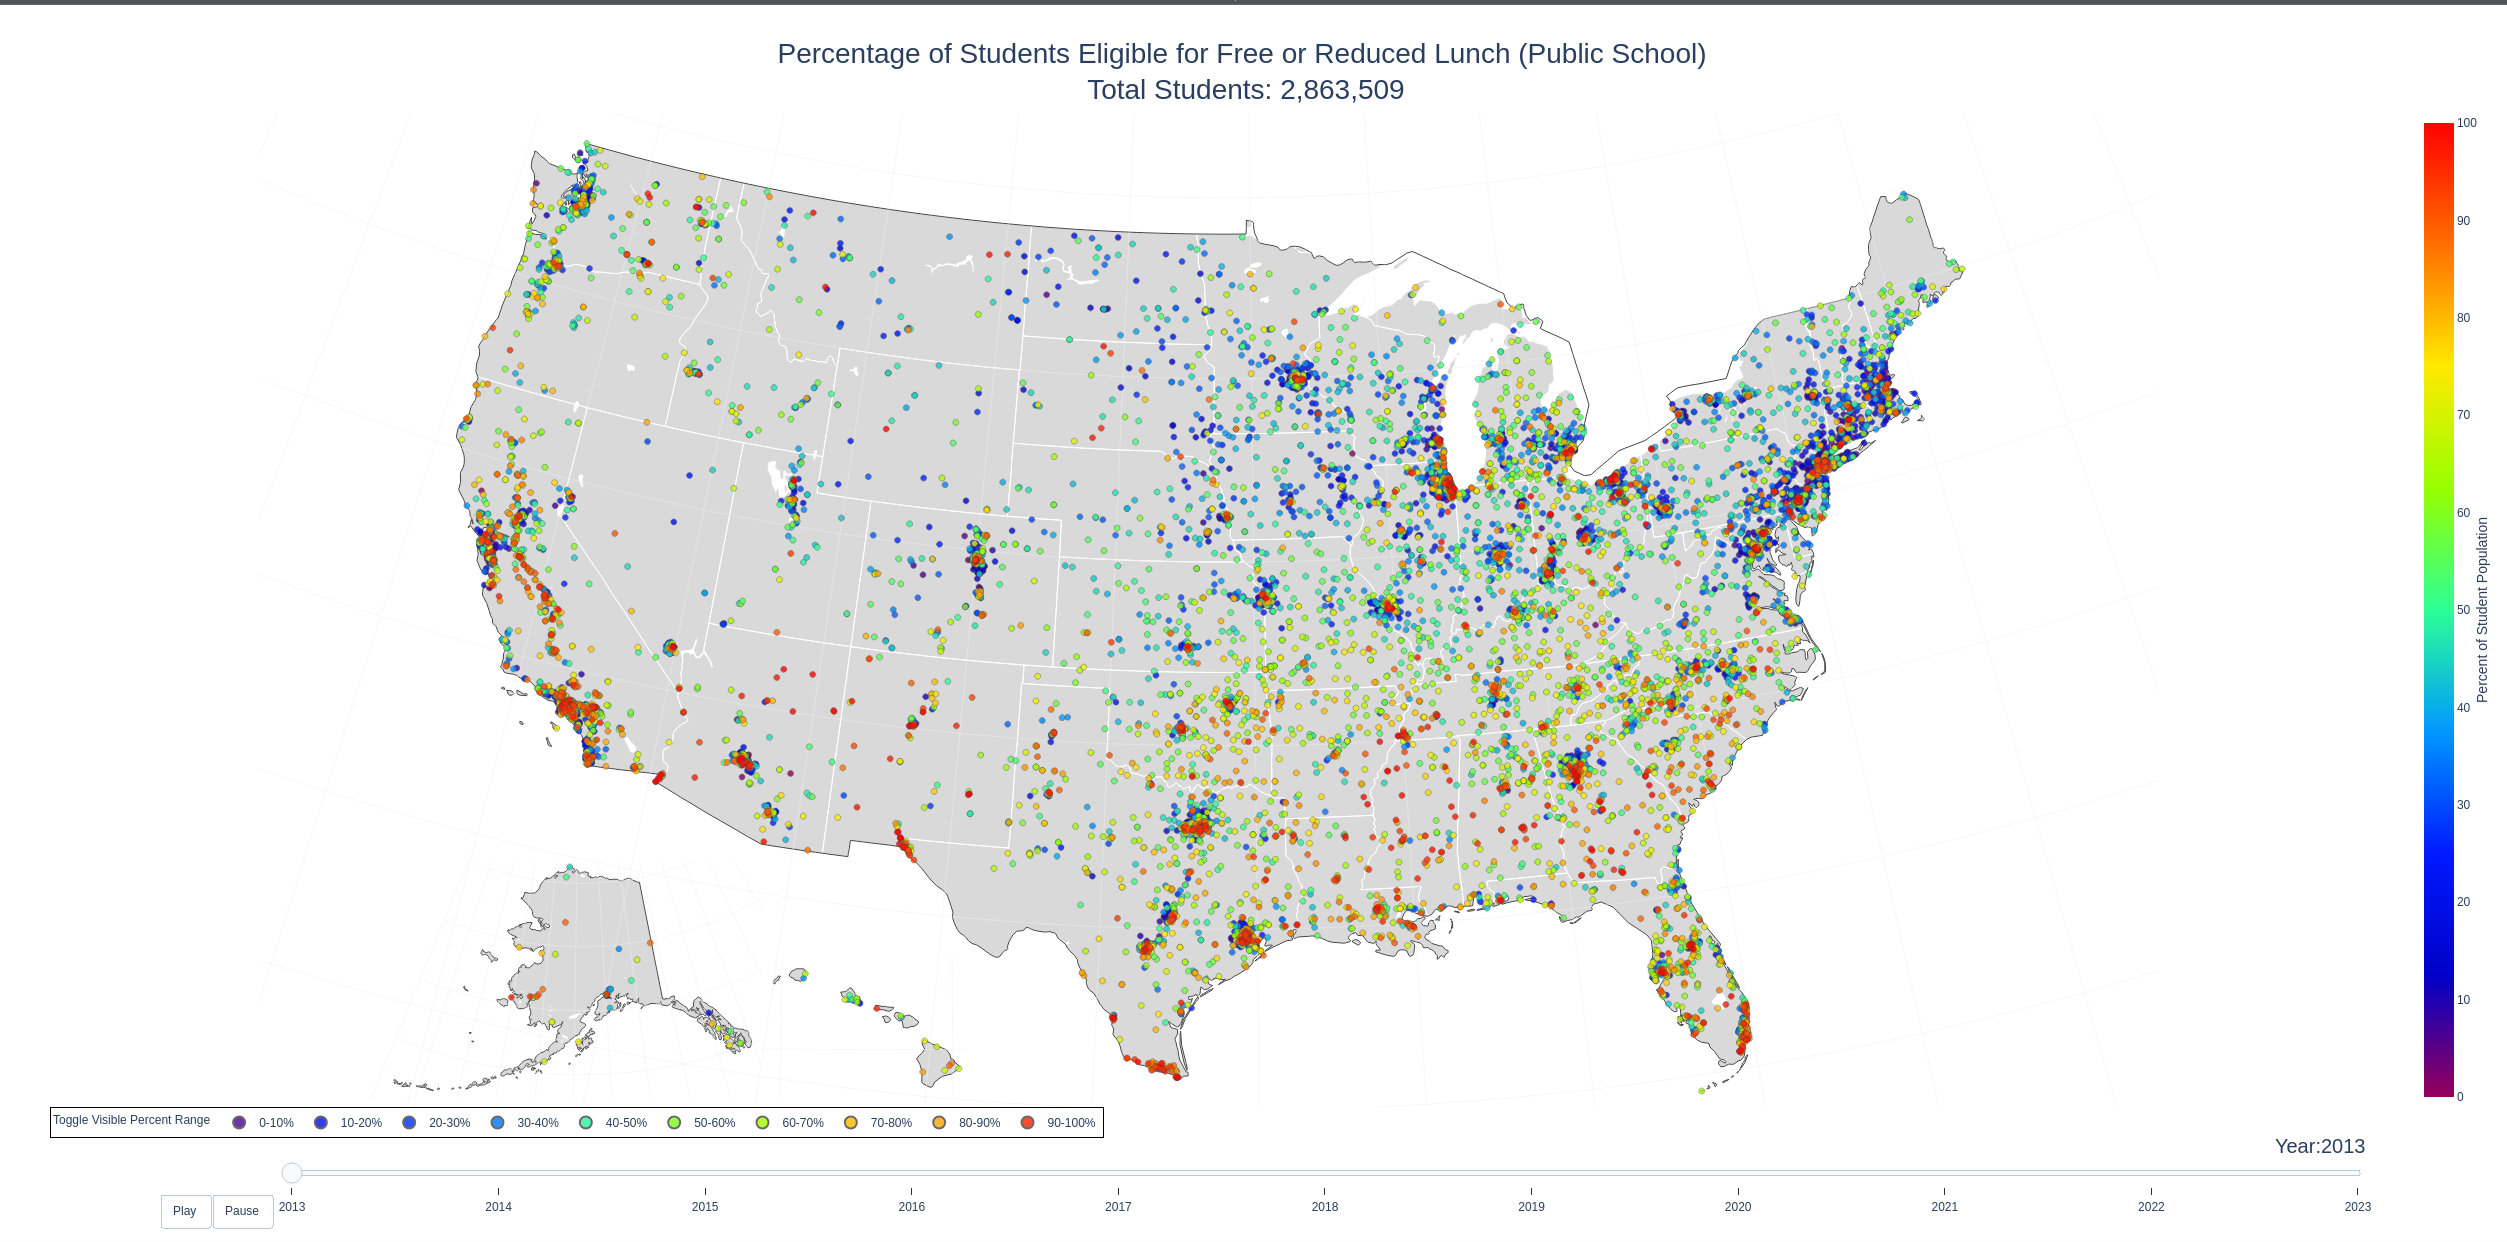 Percentage of Students Eligible for Free or Reduced Lunch (Public School)
Total Students: 2,863,509
100
90
80
70
60
50
40
30
20
10
0
Percent of Student Population
Toggle Visible Percent Range 0-10% 10-20% 20-30% 30-40% 40-50% 50-60% 60-70% 70-80% 80-90% 90-100%
Year:2013
Play Pause
2013 2014 2015 2016 2017 2018 2019 2020 2021 2022 2023